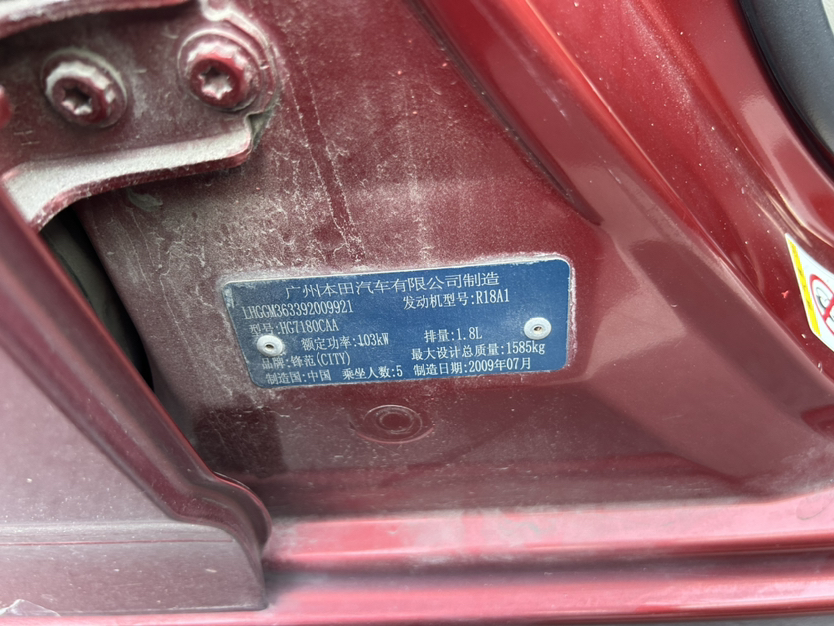 广州本田汽车有限公司制造
LHGGM363392009921 发动机型号:R18A1
型号:HG7180CAA
额定功率:103kW 排量:1.8L
品牌:锋范(CITY) 最大设计总质量:1585kg
制造国:中国 乘坐人数:5 制造日期:2009年07月